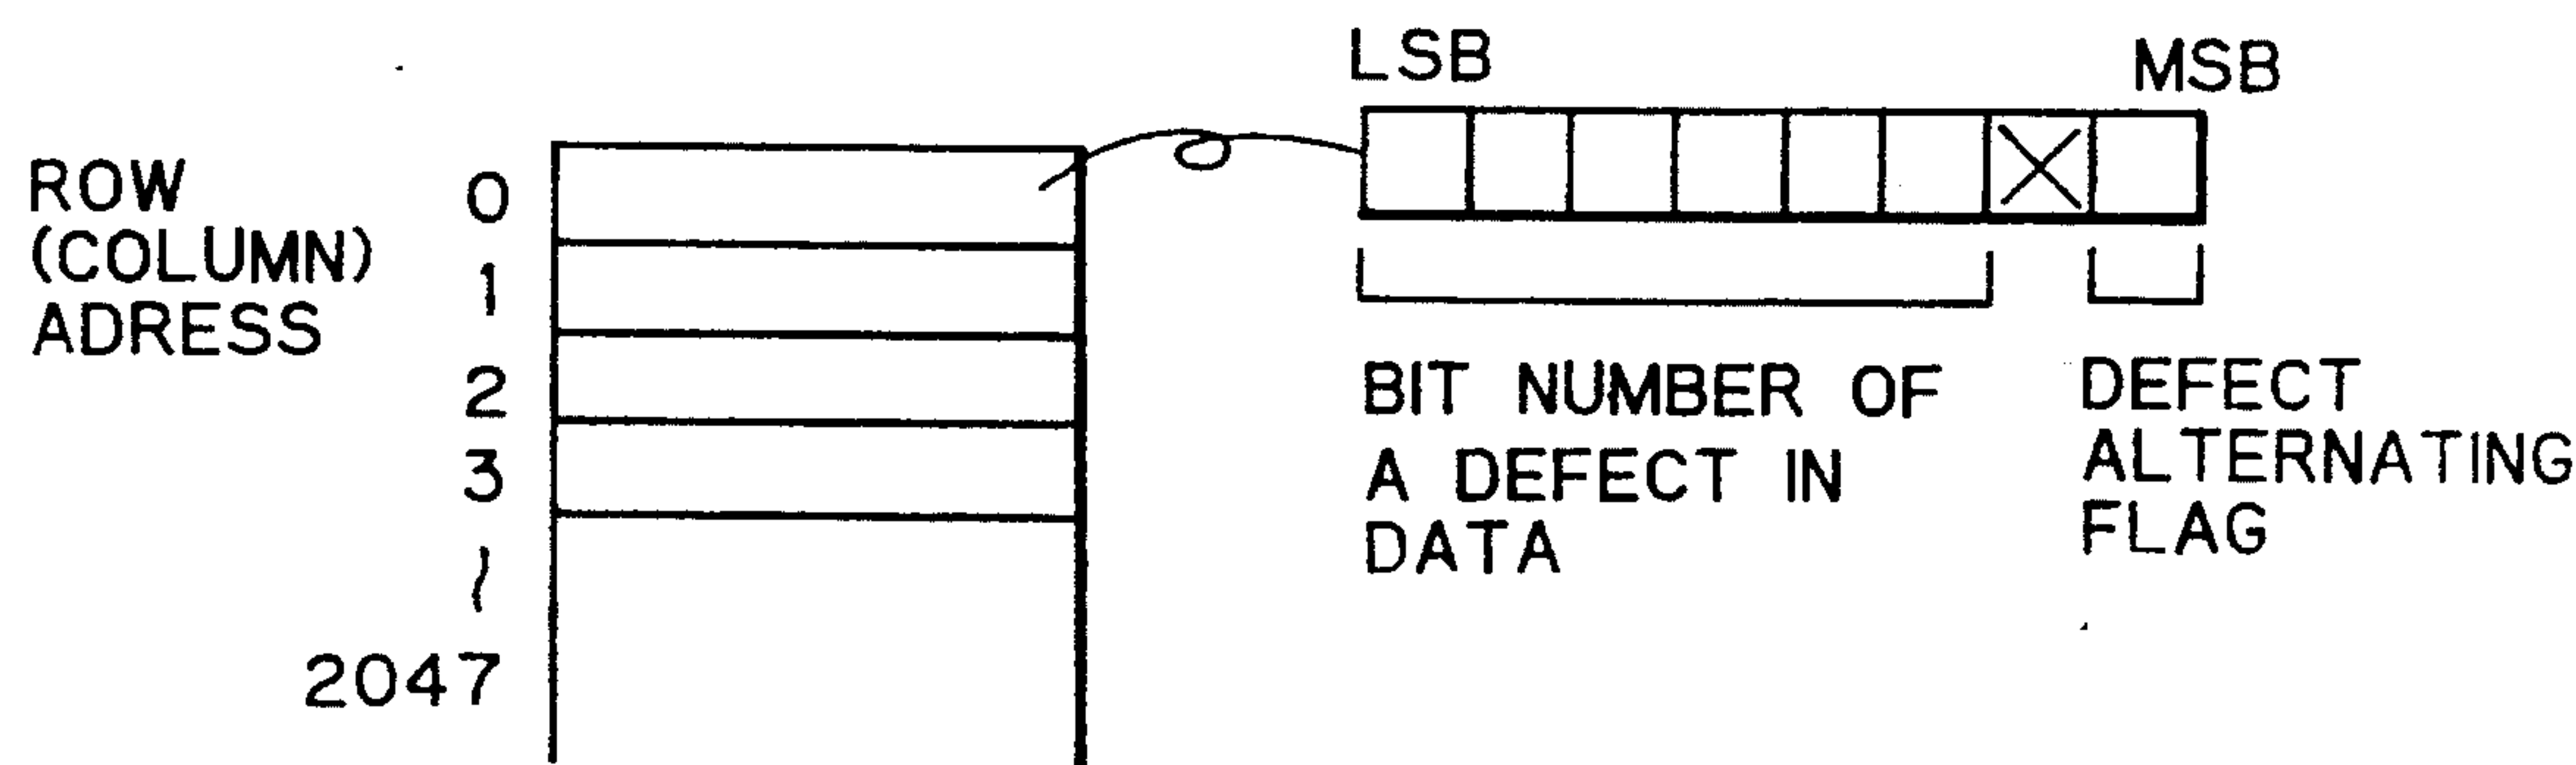 LSB
MSB
ROW
(COLUMN)
ADRESS
0
1
2
3
~
2047
BIT NUMBER OF
A DEFECT IN
DATA
DEFECT
ALTERNATING
FLAG